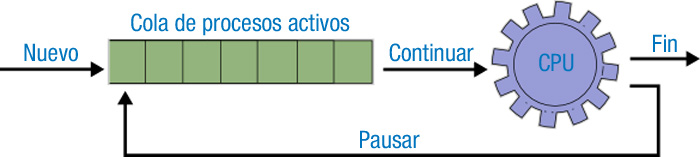 Cola de procesos activos
Nuevo
Continuar
CPU
Fin
Pausar